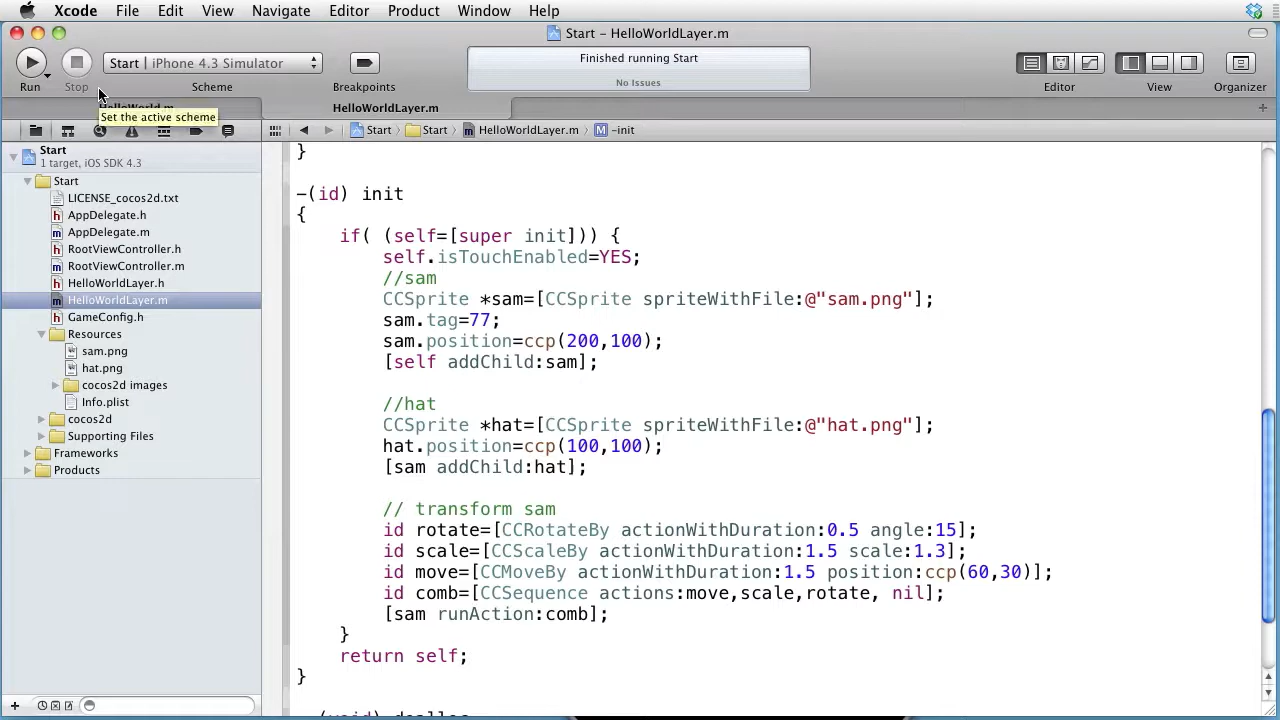 Xcode File Edit View Navigate Editor Product Window Help
Start – HelloWorldLayer.m
Start | iPhone 4.3 Simulator
Finished running Start
No Issues
Run Stop Scheme Breakpoints Editor View Organizer
HelloWorld.m HelloWorldLayer.m
Set the active scheme
Start Start HelloWorldLayer.m M -init
Start
1 target, iOS SDK 4.3
Start
LICENSE_cocos2d.txt
h AppDelegate.h
m AppDelegate.m
h RootViewController.h
m RootViewController.m
h HelloWorldLayer.h
m HelloWorldLayer.m
h GameConfig.h
Resources
sam.png
hat.png
cocos2d images
Info.plist
cocos2d
Supporting Files
Frameworks
Products
}
-(id) init
{
if( (self=[super init])) {
self.isTouchEnabled=YES;
//sam
CCSprite *sam=[CCSprite spriteWithFile:@"sam.png"];
sam.tag=77;
sam.position=ccp(200,100);
[self addChild:sam];
//hat
CCSprite *hat=[CCSprite spriteWithFile:@"hat.png"];
hat.position=ccp(100,100);
[sam addChild:hat];
// transform sam
id rotate=[CCRotateBy actionWithDuration:0.5 angle:15];
id scale=[CCScaleBy actionWithDuration:1.5 scale:1.3];
id move=[CCMoveBy actionWithDuration:1.5 position:ccp(60,30)];
id comb=[CCSequence actions:move,scale,rotate, nil];
[sam runAction:comb];
}
return self;
}
-(void) dealloc